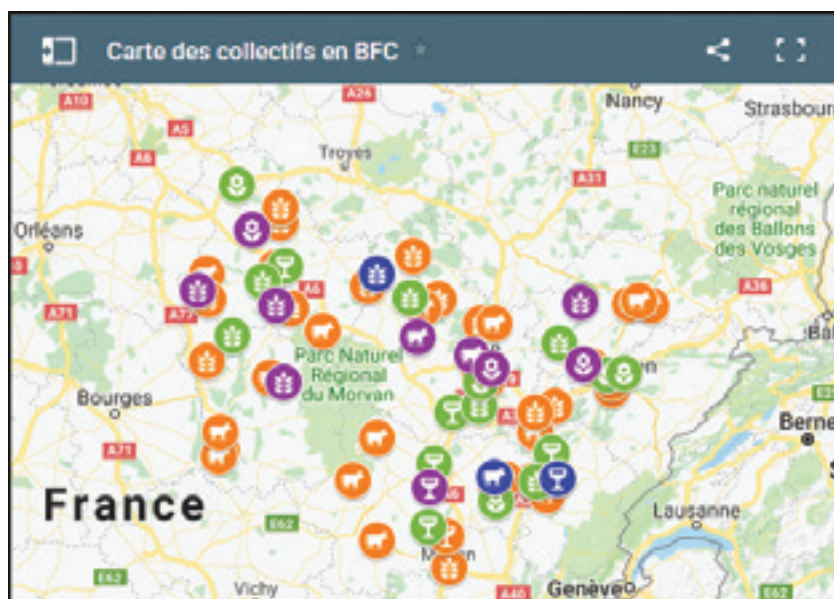 Carte des collectifs en BFC
A26
Nancy
Strasbour
A10
A5
A6
Troyes
E23
A31
Parc naturel
régional
des Ballons
des Vosges
Orléans
A36
A6
A71
A77
Parc Naturel
Régional
du Morvan
Bourges
Berne
A71
France
E62
Lausanne
E62
Vichy
A40
Genève
E62